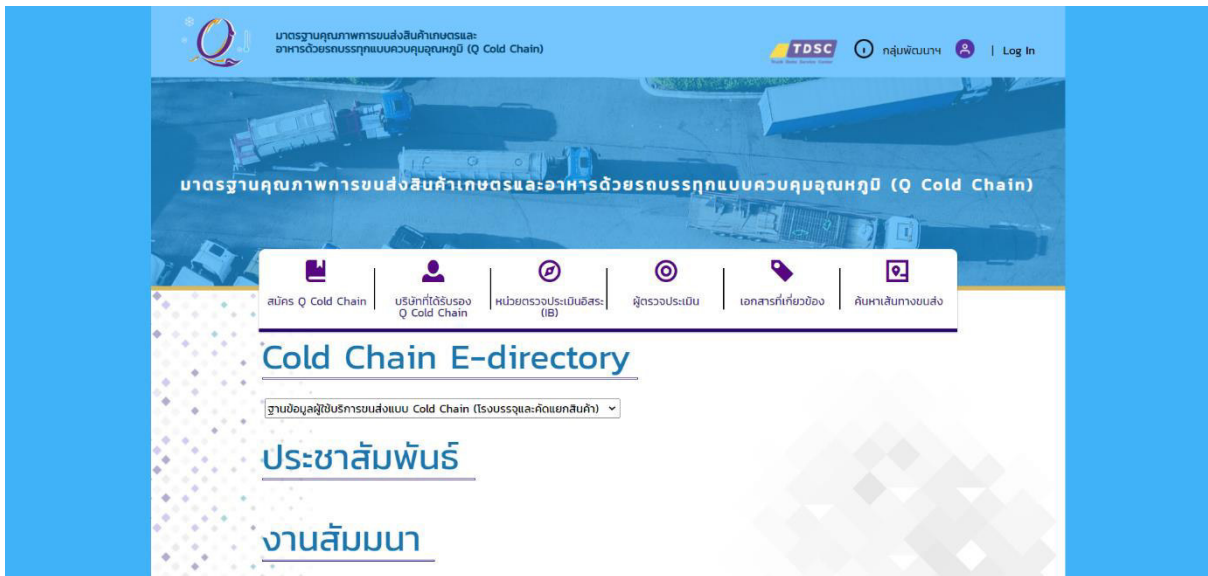 มาตรฐานคุณภาพการขนส่งสินค้าเกษตรและ
อาหารด้วยรถบรรทุกแบบควบคุมอุณหภูมิ (Q Cold Chain)
TDSC
Truck Data Service Center
กลุ่มพัฒนาฯ
| Log In
มาตรฐานคุณภาพการขนส่งสินค้าเกษตรและอาหารด้วยรถบรรทุกแบบควบคุมอุณหภูมิ (Q Cold Chain)
สมัคร Q Cold Chain
บริษัทที่ได้รับรอง
Q Cold Chain
หน่วยตรวจประเมินอิสระ
(IB)
ผู้ตรวจประเมิน
เอกสารที่เกี่ยวข้อง
ค้นหาเส้นทางขนส่ง
Cold Chain E-directory
ฐานข้อมูลผู้ใช้บริการขนส่งแบบ Cold Chain (โรงบรรจุและคัดแยกสินค้า)
ประชาสัมพันธ์
งานสัมมนา